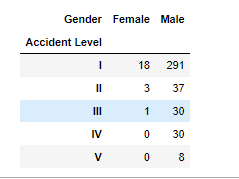 Gender Female Male
Accident Level
I 18 291
II 3 37
III 1 30
IV 0 30
V 0 8